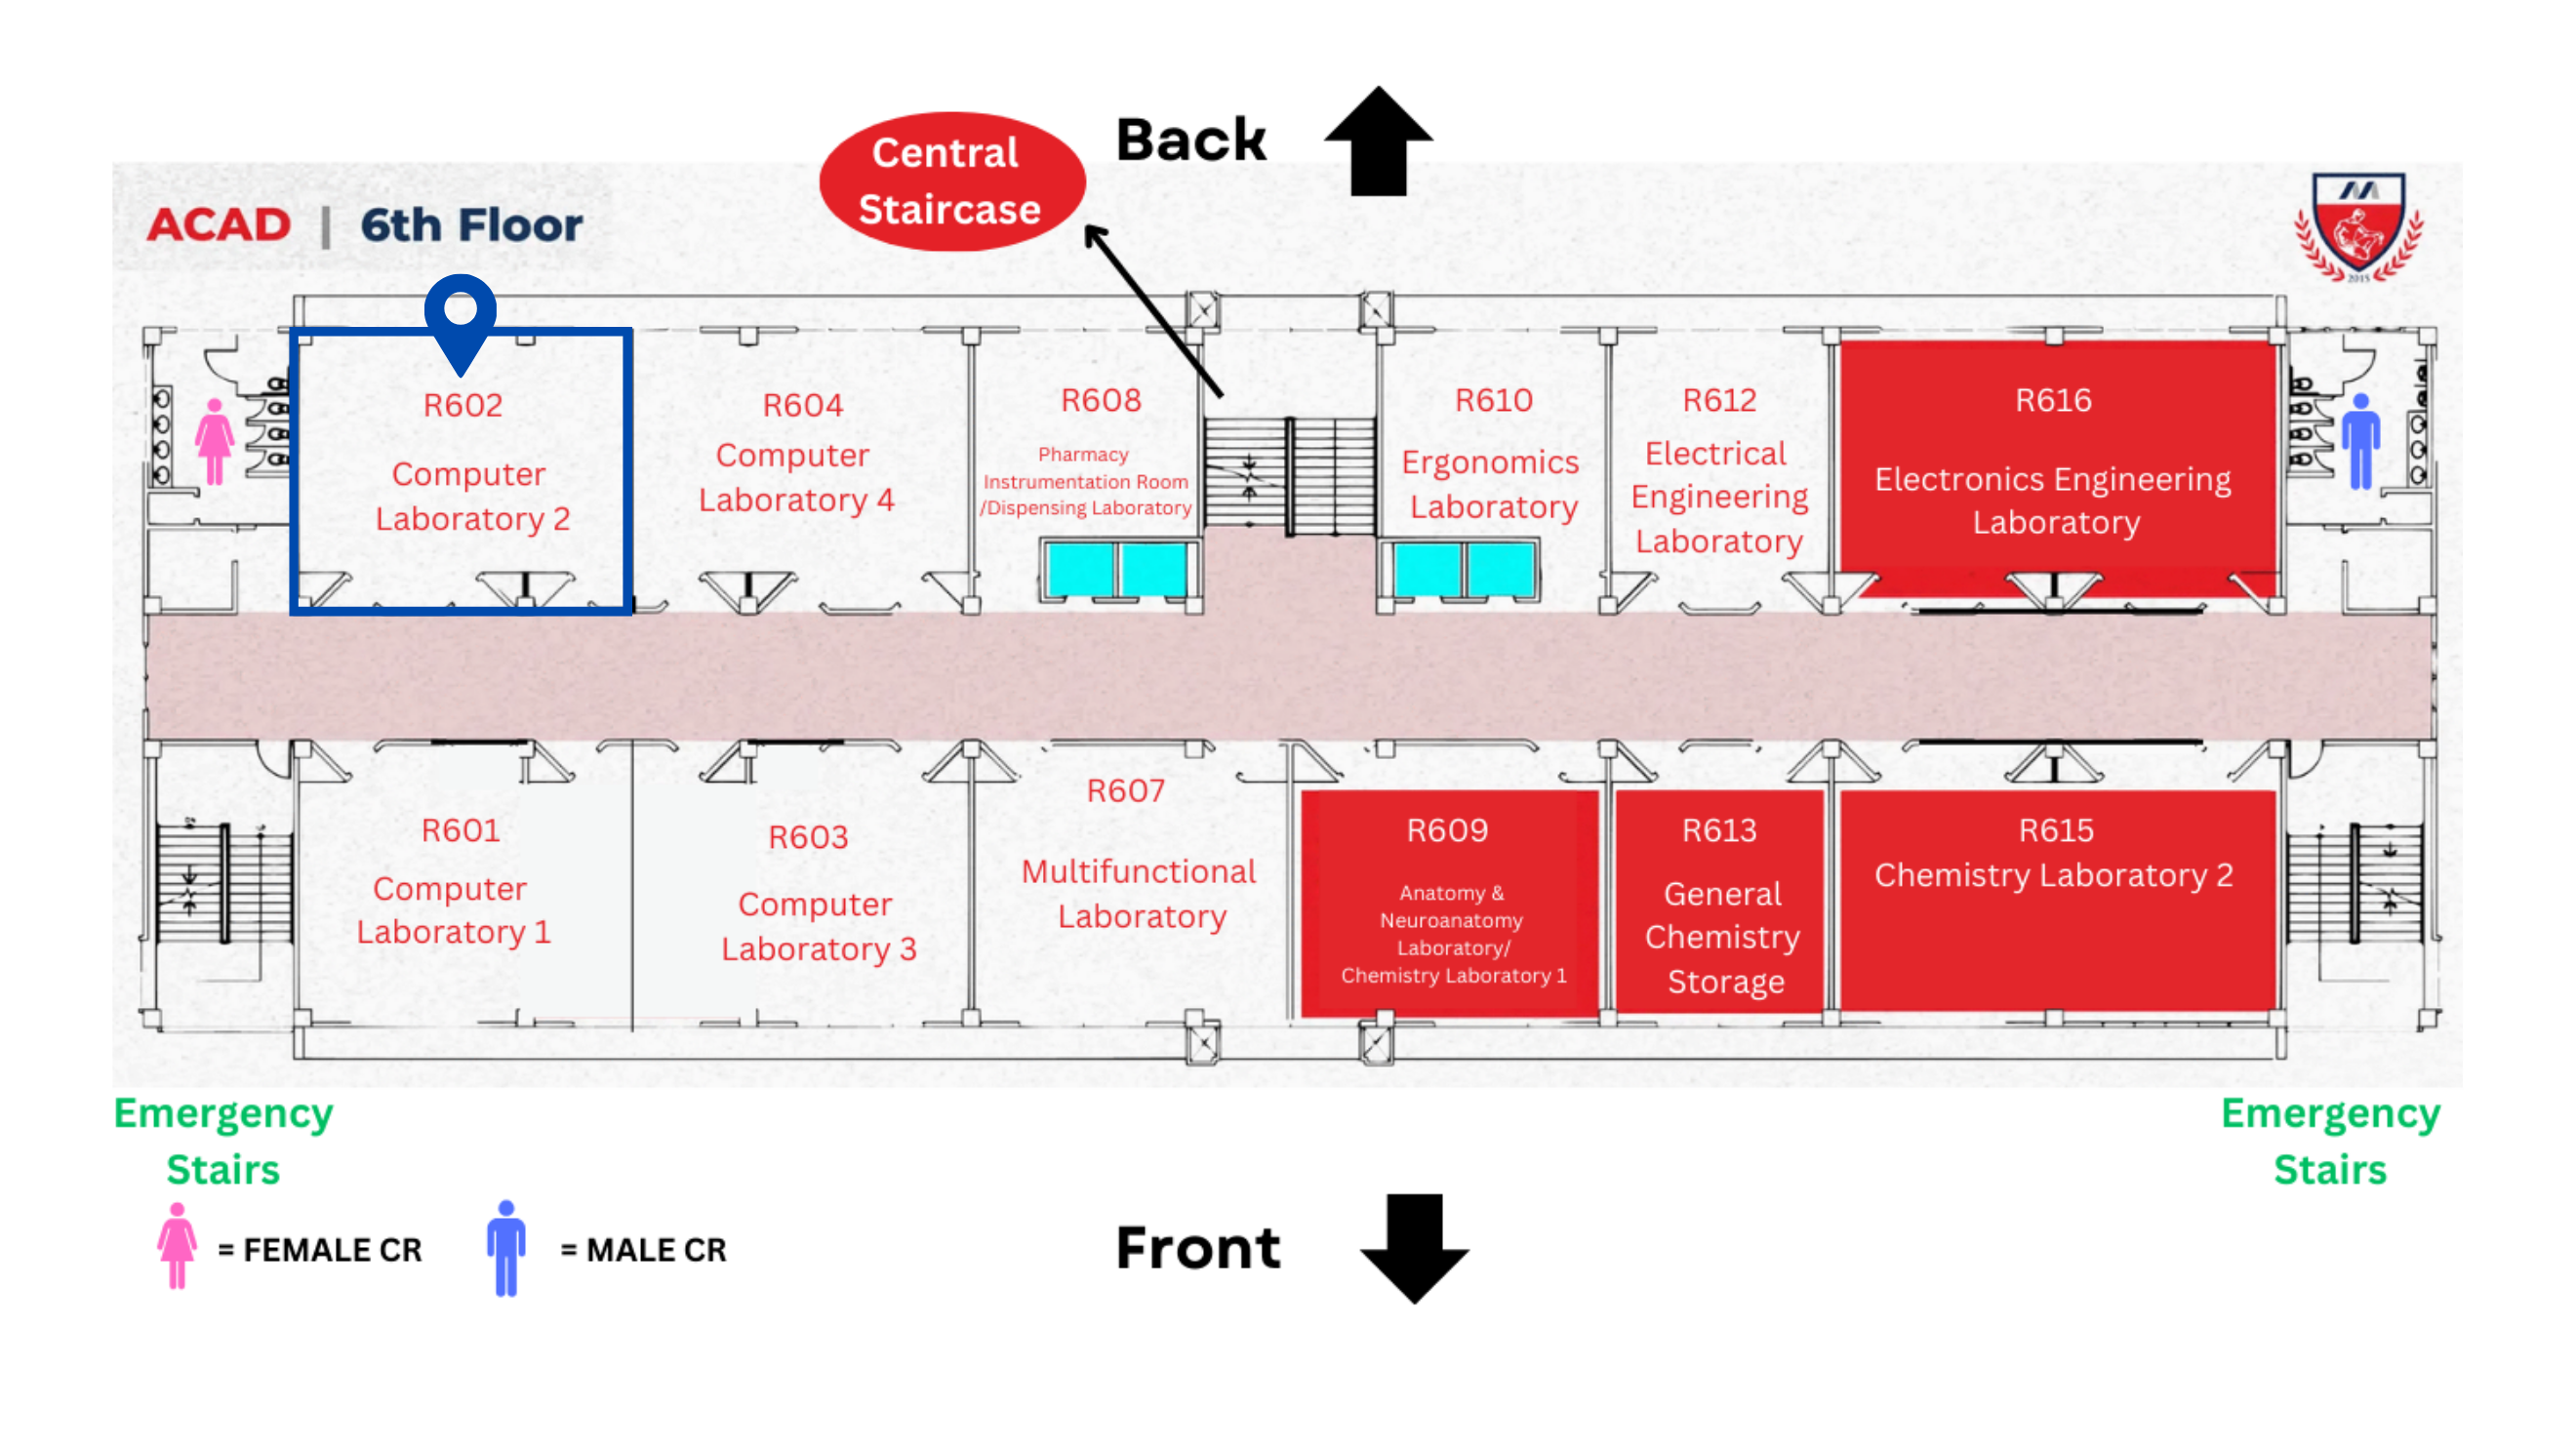 Back
Central
Staircase
ACAD | 6th Floor
2015
R602
Computer
Laboratory 2
R604
Computer
Laboratory 4
R608
Pharmacy
Instrumentation Room
/Dispensing Laboratory
R610
Ergonomics
Laboratory
R612
Electrical
Engineering
Laboratory
R616
Electronics Engineering
Laboratory
R601
Computer
Laboratory 1
R603
Computer
Laboratory 3
R607
Multifunctional
Laboratory
R609
Anatomy &
Neuroanatomy
Laboratory/
Chemistry Laboratory 1
R613
General
Chemistry
Storage
R615
Chemistry Laboratory 2
Emergency
Stairs
Emergency
Stairs
= FEMALE CR
= MALE CR
Front